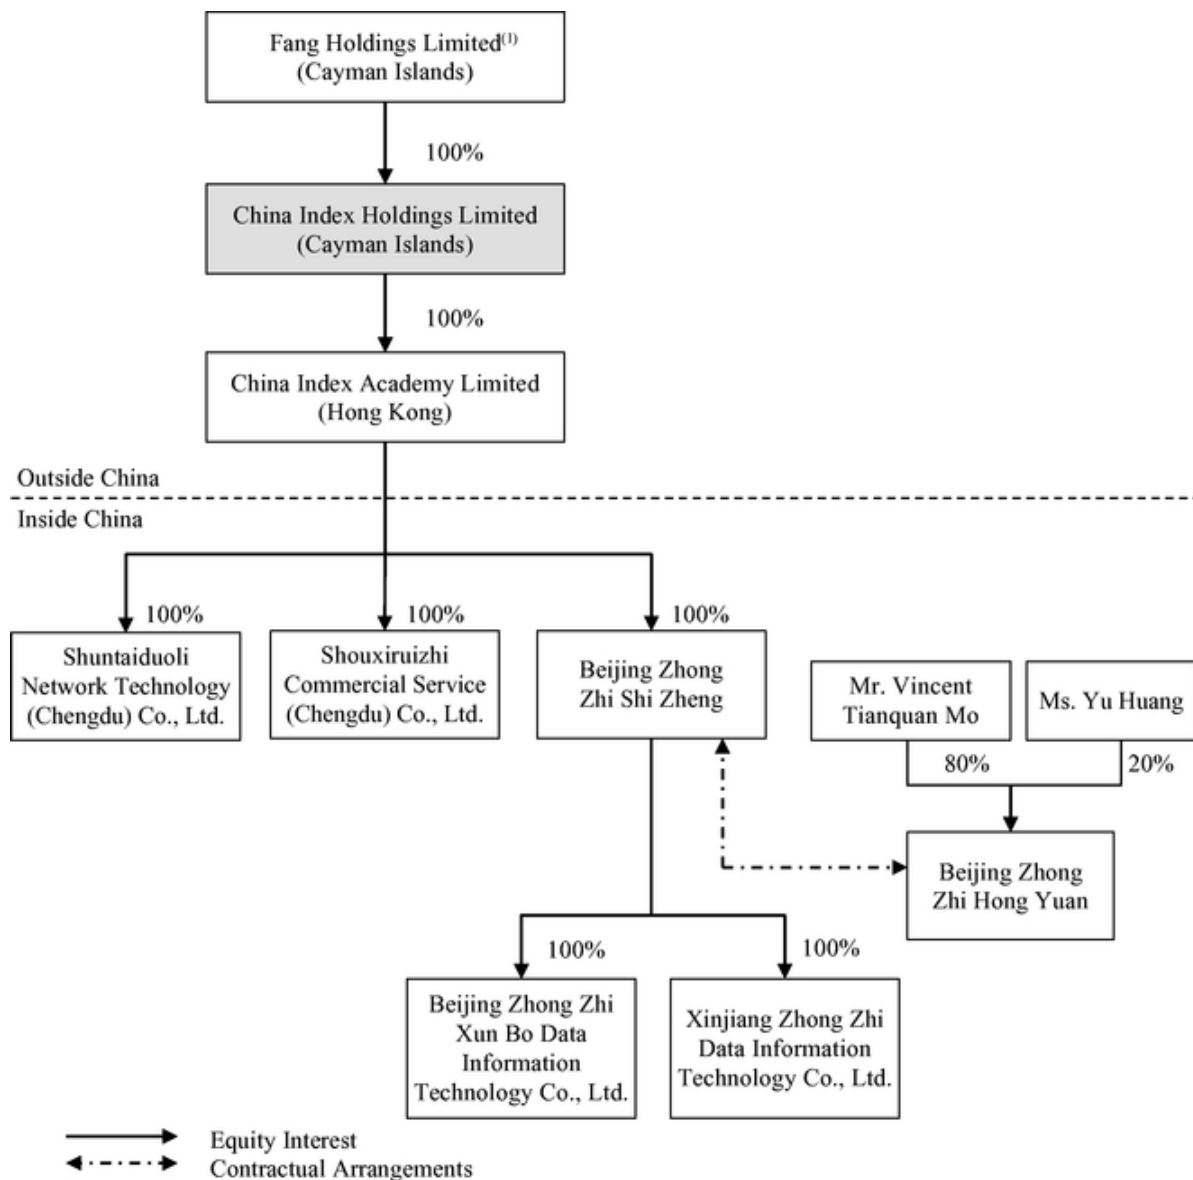 Fang Holdings Limited(1)
(Cayman Islands)
100%
China Index Holdings Limited
(Cayman Islands)
100%
China Index Academy Limited
(Hong Kong)
Outside China
Inside China
100%
100%
100%
Shuntaiduoli
Network Technology
(Chengdu) Co., Ltd.
Shouxiruizhi
Commercial Service
(Chengdu) Co., Ltd.
Beijing Zhong
Zhi Shi Zheng
Mr. Vincent
Tianquan Mo
Ms. Yu Huang
80%
20%
Beijing Zhong
Zhi Hong Yuan
100%
100%
Beijing Zhong Zhi
Xun Bo Data
Information
Technology Co., Ltd.
Xinjiang Zhong Zhi
Data Information
Technology Co., Ltd.
Equity Interest
Contractual Arrangements